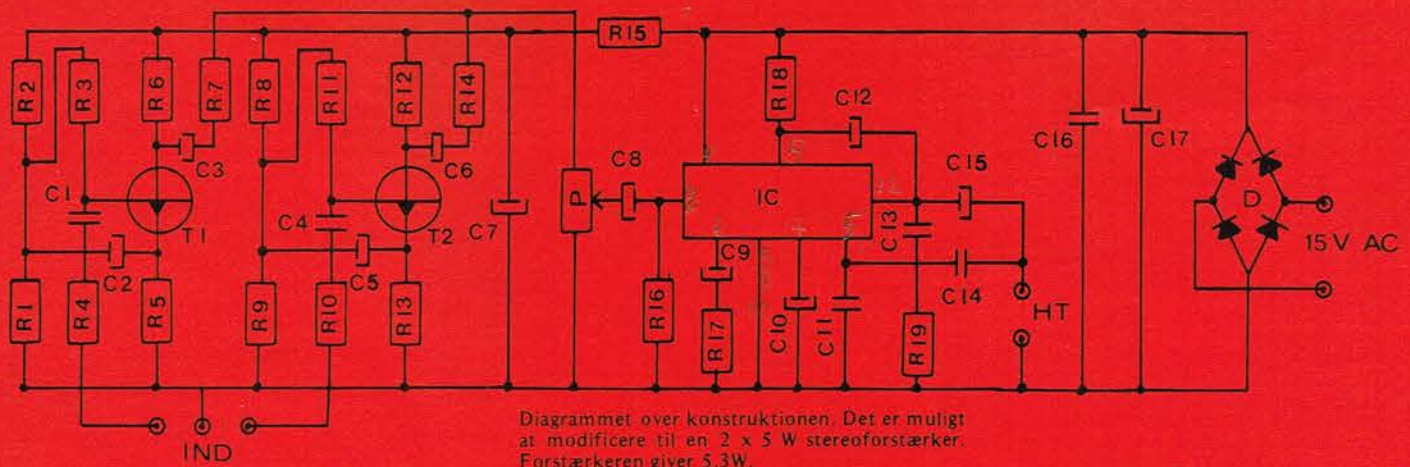 R15
R2
R3
R6
R7
R8
R11
R12
R14
R18
C12
C3
C6
C16
C17
C1
C8
C15
T1
C4
T2
C7
P
IC
12
C13
D
15 V AC
C2
C5
C9
C14
R1
R4
R5
R9
R10
R13
R16
R17
C10
C11
R19
HT
IND
Diagrammet over konstruktionen. Det er muligt
at modificere til en 2 x 5 W stereoforstærker.
Forstærkeren giver 5,3W.